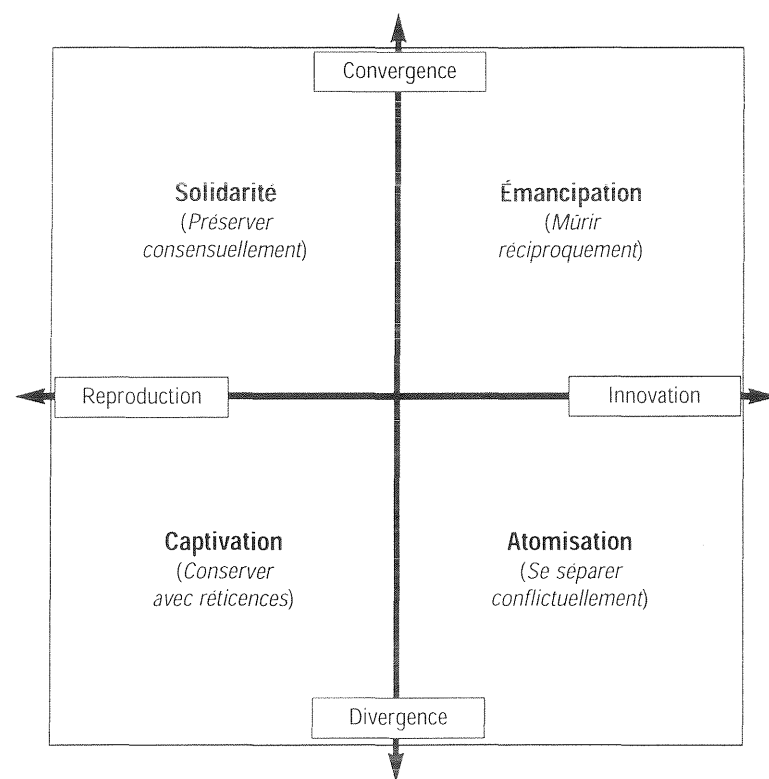 Convergence
Solidarité
(Préserver
consensuellement)
Émancipation
(Mûrir
réciproquement)
Reproduction
Innovation
Captivation
(Conserver
avec réticences)
Atomisation
(Se séparer
conflictuellement)
Divergence